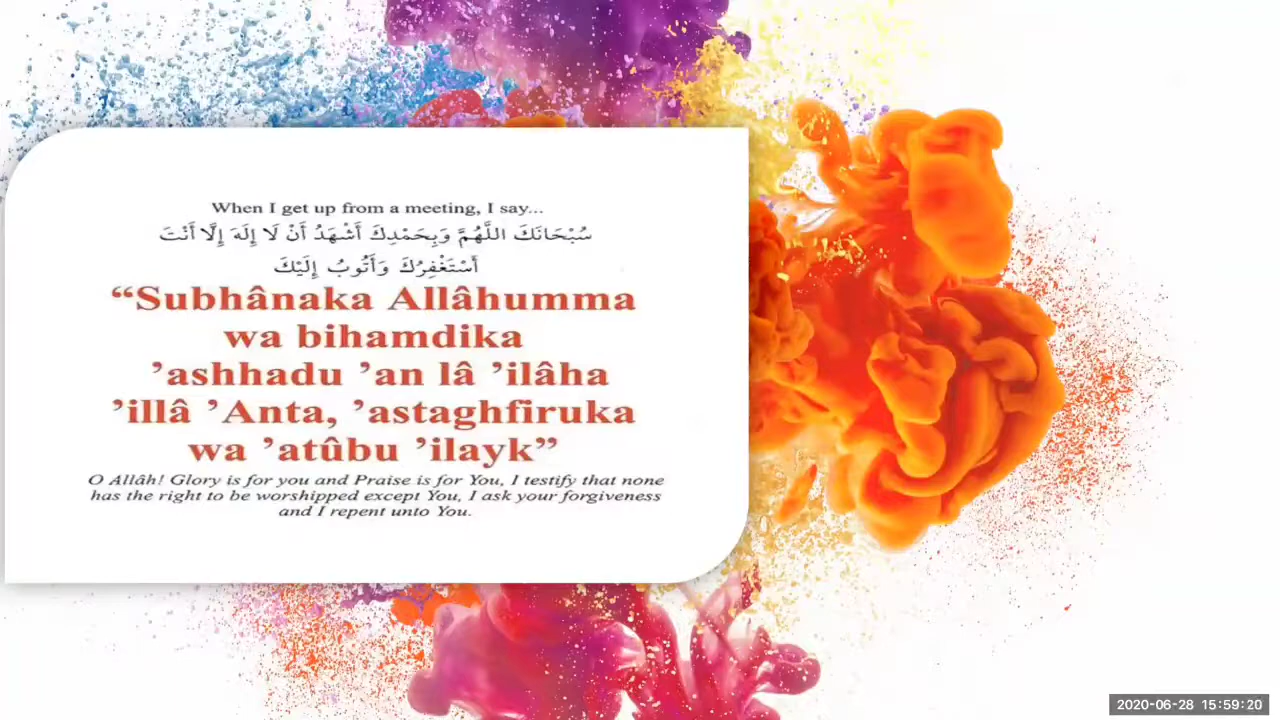 When I get up from a meeting, I say...
سُبْحَانَكَ اللَّهُمَّ وَبِحَمْدِكَ أَشْهَدُ أَنْ لَا إِلَهَ إِلَّا أَنْتَ
أَسْتَغْفِرُكَ وَأَتُوبُ إِلَيْكَ
“Subhânaka Allâhumma
wa bihamdika
’ashhadu ’an lâ ’ilâha
’illâ ’Anta, ’astaghfiruka
wa ’atûbu ’ilayk”
O Allâh! Glory is for you and Praise is for You, I testify that none
has the right to be worshipped except You, I ask your forgiveness
and I repent unto You.
2020-06-28 15:59:20